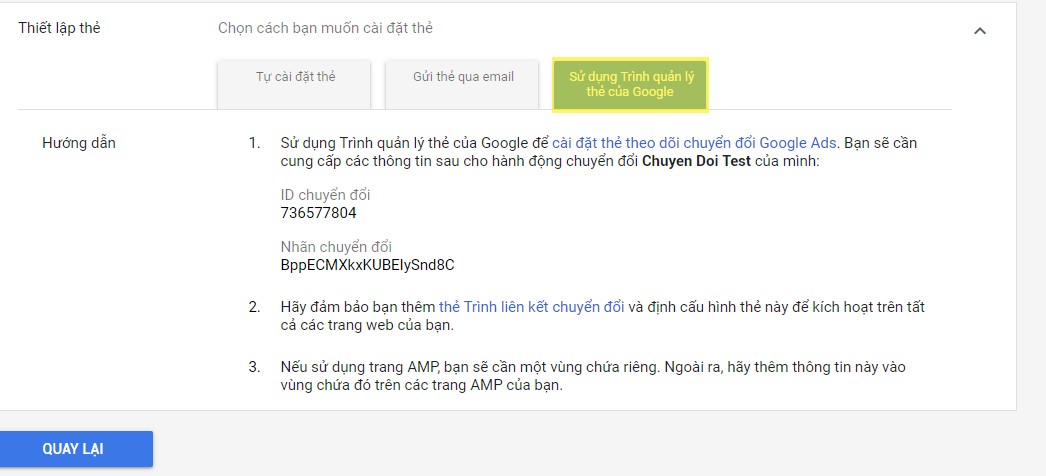 Thiết lập thẻ
Chọn cách bạn muốn cài đặt thẻ
Tự cài đặt thẻ
Gửi thẻ qua email
Sử dụng Trình quản lý
thẻ của Google
Hướng dẫn
1. Sử dụng Trình quản lý thẻ của Google để cài đặt thẻ theo dõi chuyển đổi Google Ads. Bạn sẽ cần
cung cấp các thông tin sau cho hành động chuyển đổi Chuyen Doi Test của mình:
ID chuyển đổi
736577804
Nhãn chuyển đổi
BppECMXkxKUBEIySnd8C
2. Hãy đảm bảo bạn thêm thẻ Trình liên kết chuyển đổi và định cấu hình thẻ này để kích hoạt trên tất
cả các trang web của bạn.
3. Nếu sử dụng trang AMP, bạn sẽ cần một vùng chứa riêng. Ngoài ra, hãy thêm thông tin này vào
vùng chứa đó trên các trang AMP của bạn.
QUAY LẠI